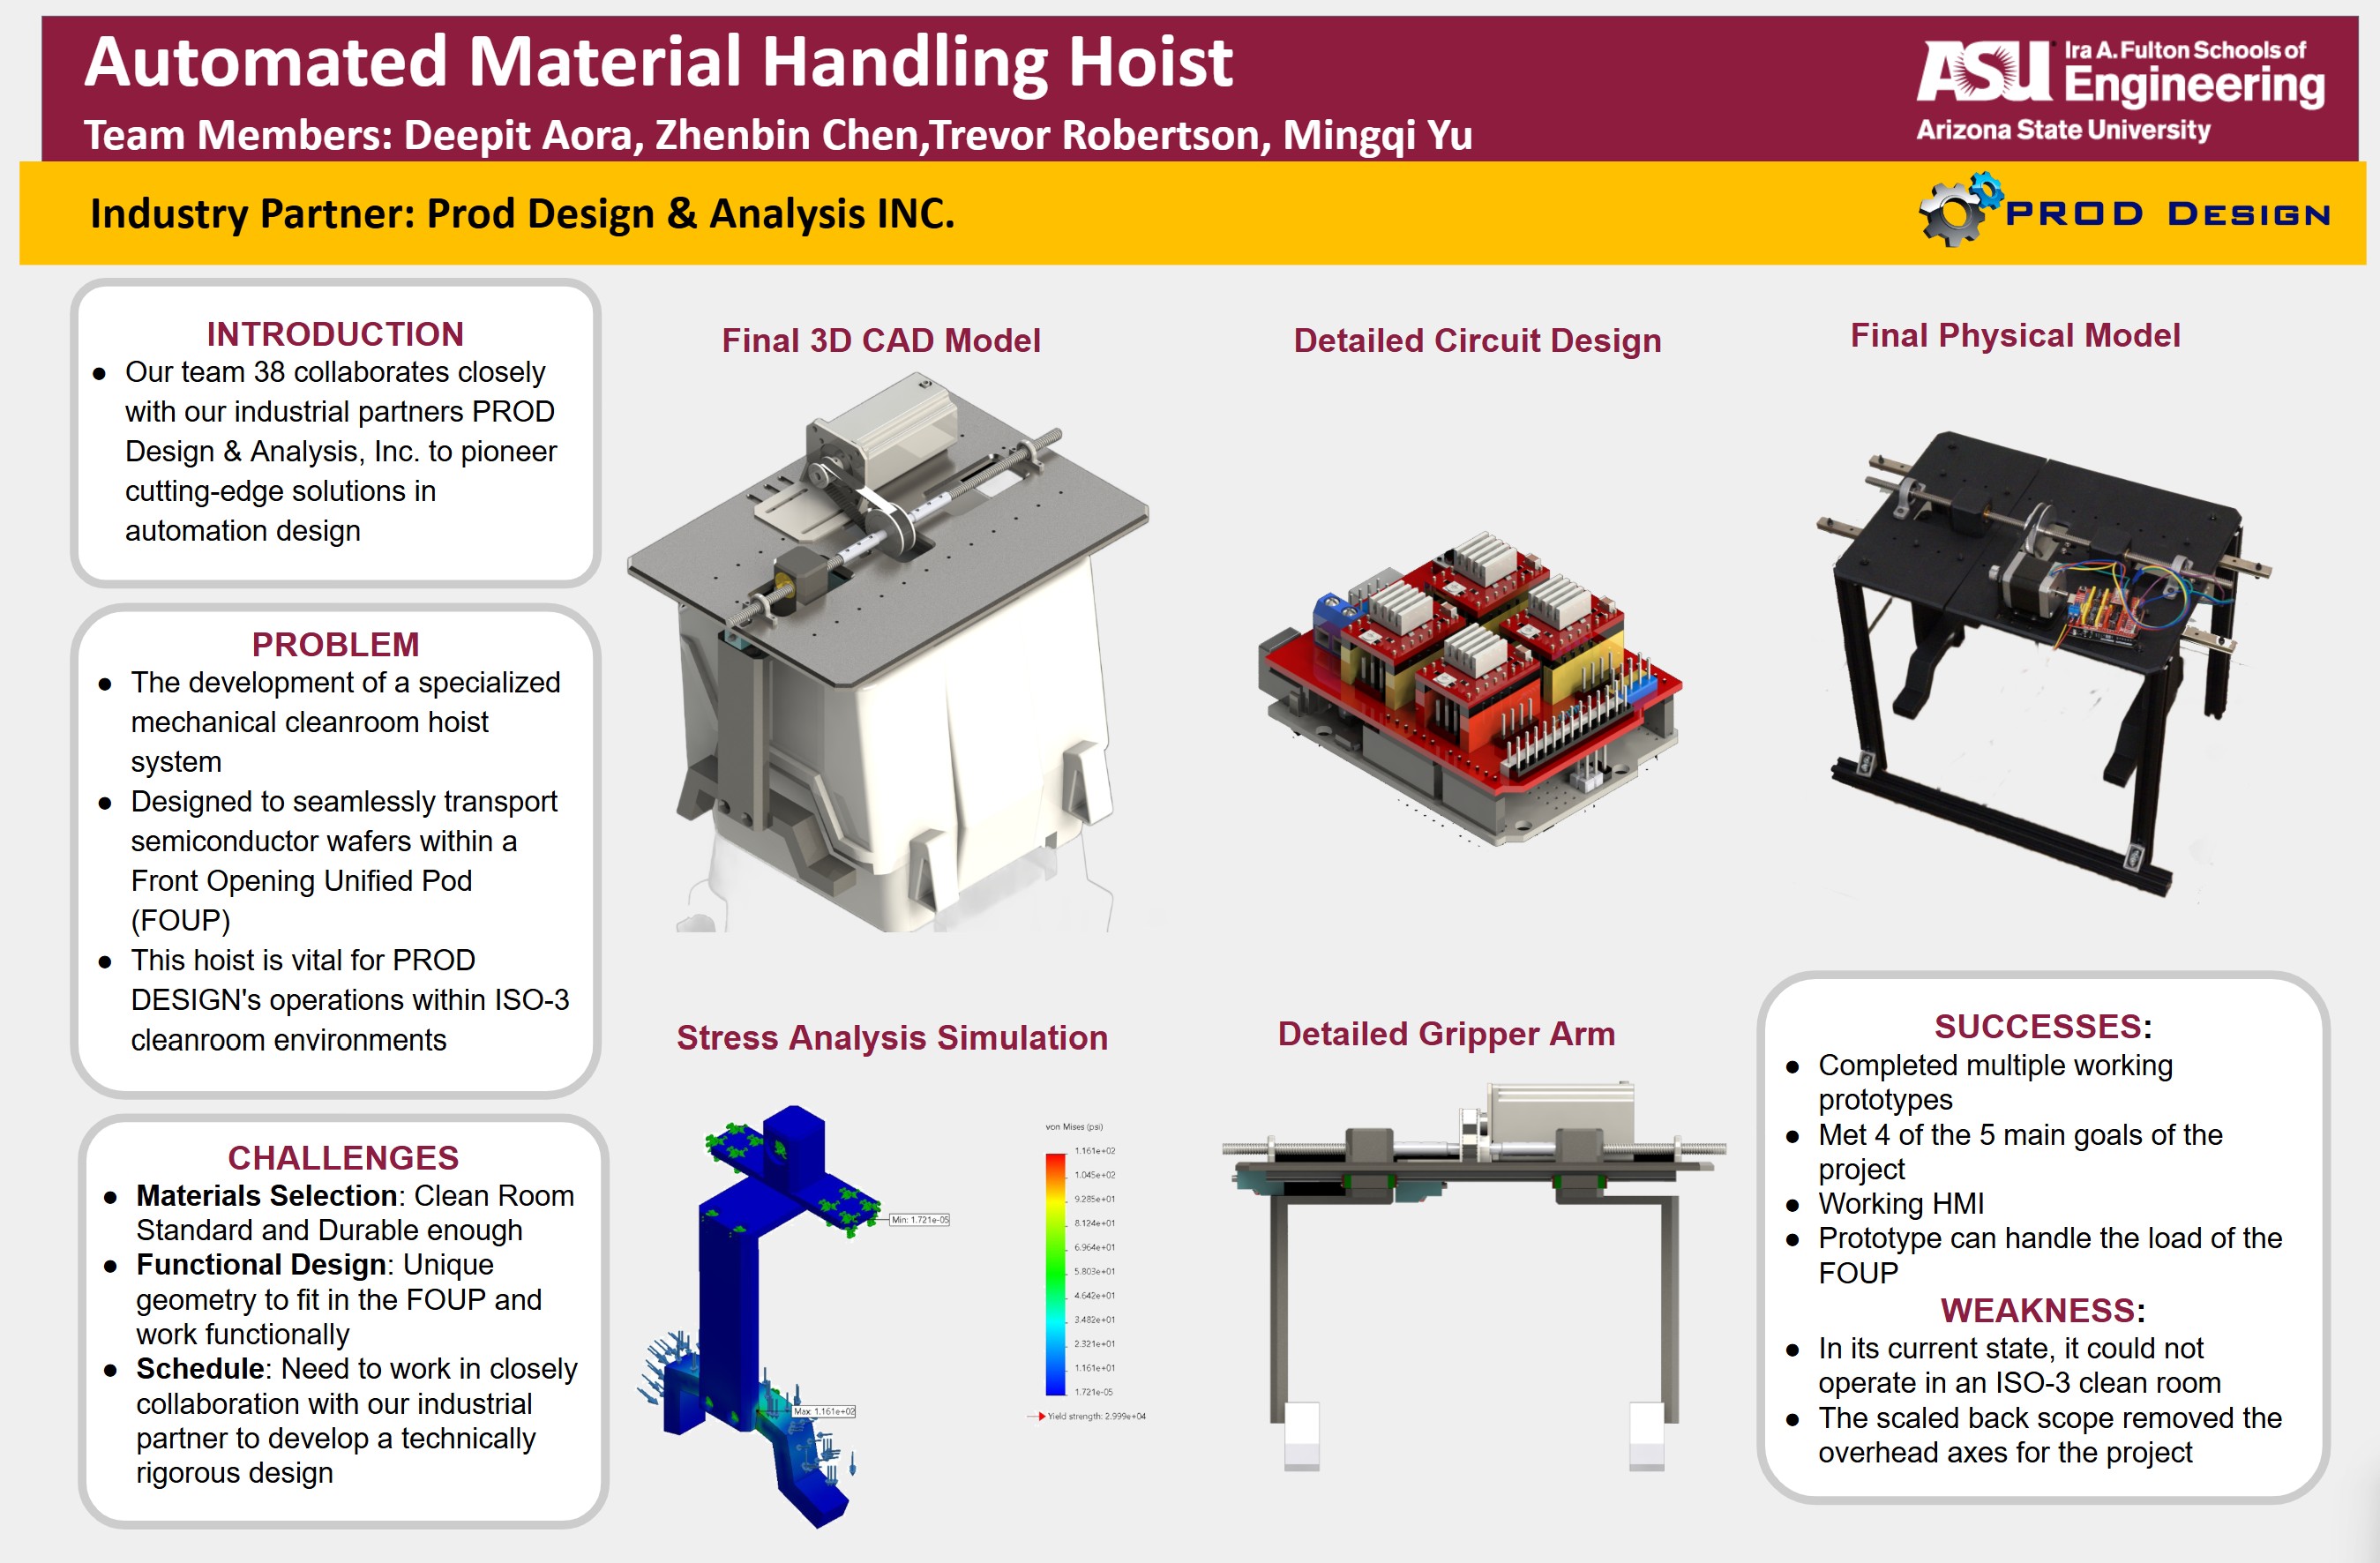 Automated Material Handling Hoist
Team Members: Deepit Aora, Zhenbin Chen,Trevor Robertson, Mingqi Yu
ASU Ira A. Fulton Schools of
Engineering
Arizona State University
Industry Partner: Prod Design & Analysis INC.
PROD DESIGN
INTRODUCTION
● Our team 38 collaborates closely
with our industrial partners PROD
Design & Analysis, Inc. to pioneer
cutting-edge solutions in
automation design
PROBLEM
● The development of a specialized
mechanical cleanroom hoist
system
● Designed to seamlessly transport
semiconductor wafers within a
Front Opening Unified Pod
(FOUP)
● This hoist is vital for PROD
DESIGN's operations within ISO-3
cleanroom environments
CHALLENGES
● Materials Selection: Clean Room
Standard and Durable enough
● Functional Design: Unique
geometry to fit in the FOUP and
work functionally
● Schedule: Need to work in closely
collaboration with our industrial
partner to develop a technically
rigorous design
Final 3D CAD Model
Detailed Circuit Design
Final Physical Model
Stress Analysis Simulation
von Mises (psi)
1.161e+02
1.045e+02
9.285e+01
8.124e+01
6.964e+01
5.803e+01
4.642e+01
3.482e+01
2.321e+01
1.161e+01
1.721e-05
Yield strength: 2.999e+04
Min: 1.721e-05
Max: 1.161e+02
Detailed Gripper Arm
SUCCESSES:
● Completed multiple working
prototypes
● Met 4 of the 5 main goals of the
project
● Working HMI
● Prototype can handle the load of the
FOUP
WEAKNESS:
● In its current state, it could not
operate in an ISO-3 clean room
● The scaled back scope removed the
overhead axes for the project